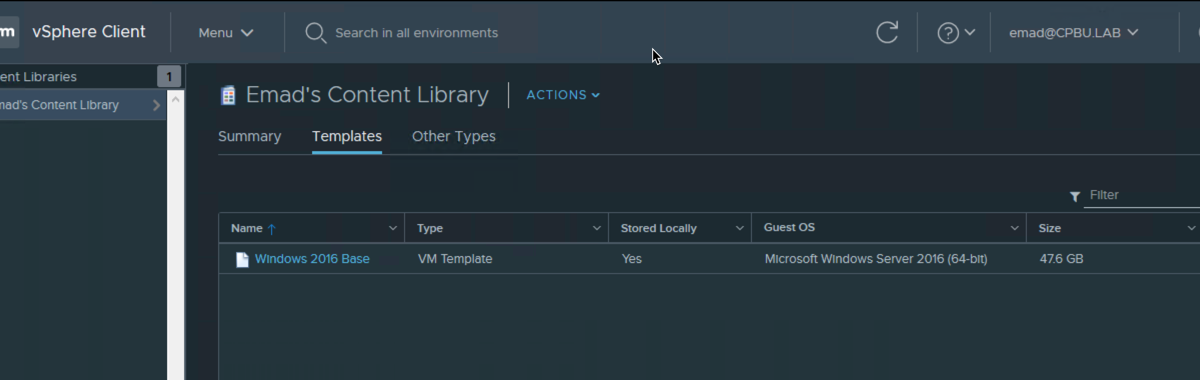 m vSphere Client Menu Search in all environments emad@CPBU.LAB
ent Libraries 1
mad's Content Library
Emad's Content Library ACTIONS
Summary Templates Other Types
Filter
Name Type Stored Locally Guest OS Size
Windows 2016 Base VM Template Yes Microsoft Windows Server 2016 (64-bit) 47.6 GB